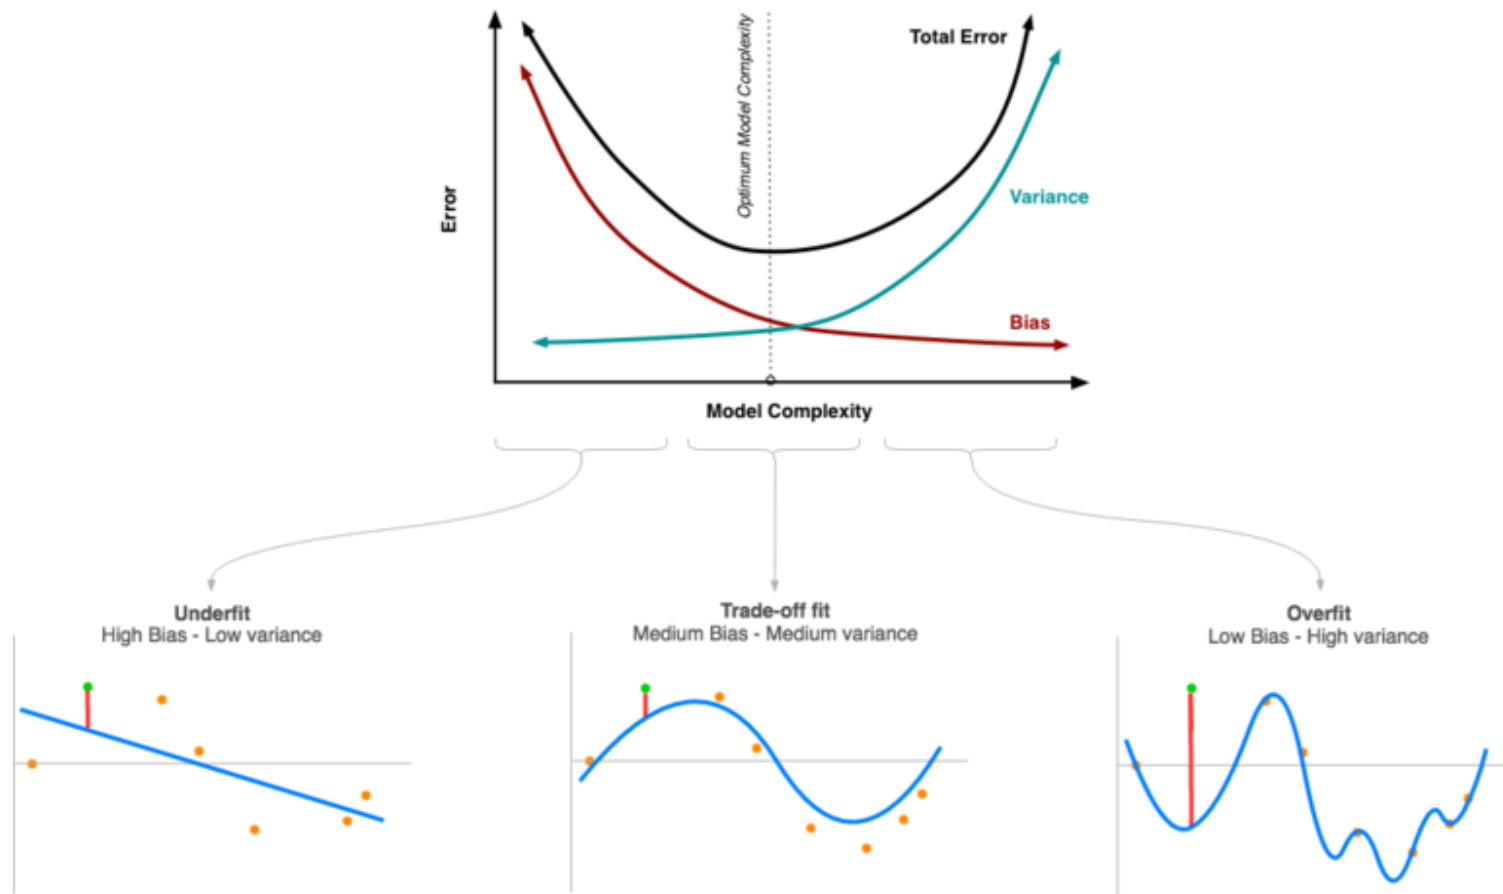 Total Error
Optimum Model Complexity
Variance
Error
Bias
Model Complexity
Underfit
High Bias - Low variance
Trade-off fit
Medium Bias - Medium variance
Overfit
Low Bias - High variance